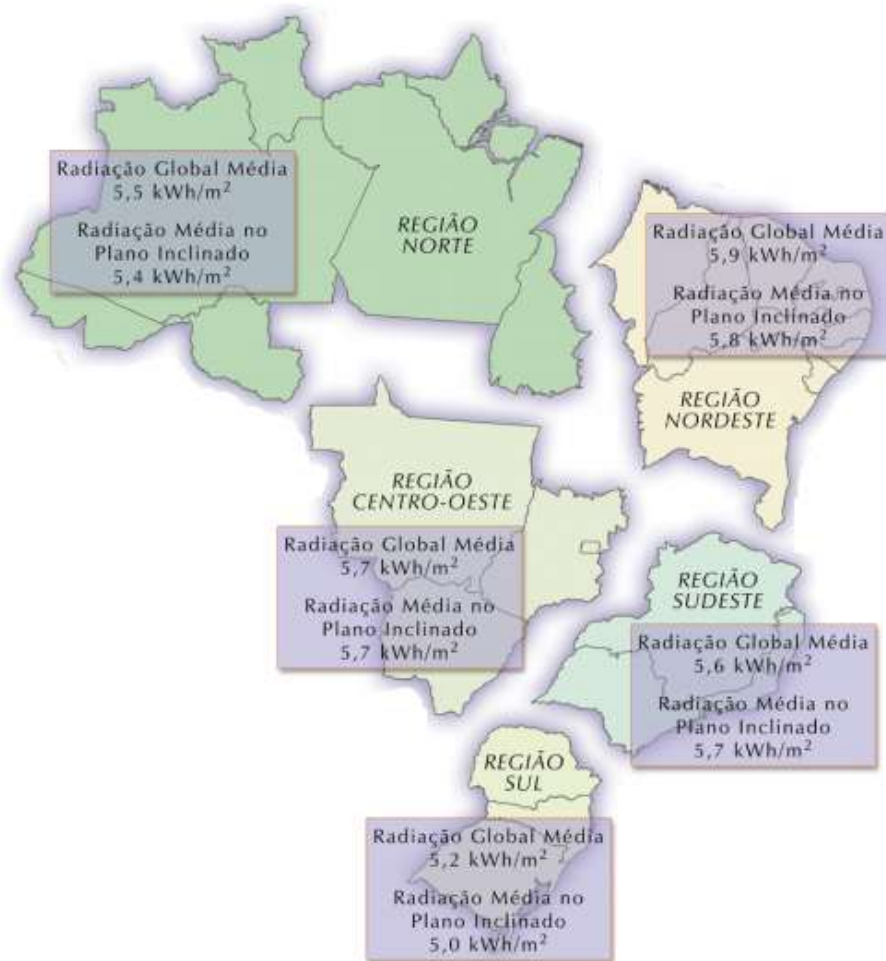 Radiação Global Média
5,5 kWh/m²
Radiação Média no
Plano Inclinado
5,4 kWh/m²
REGIÃO
NORTE
Radiação Global Média
5,9 kWh/m²
Radiação Média no
Plano Inclinado
5,8 kWh/m²
REGIÃO
NORDESTE
REGIÃO
CENTRO-OESTE
Radiação Global Média
5,7 kWh/m²
Radiação Média no
Plano Inclinado
5,7 kWh/m²
REGIÃO
SUDESTE
Radiação Global Média
5,6 kWh/m²
Radiação Média no
Plano Inclinado
5,7 kWh/m²
REGIÃO
SUL
Radiação Global Média
5,2 kWh/m²
Radiação Média no
Plano Inclinado
5,0 kWh/m²